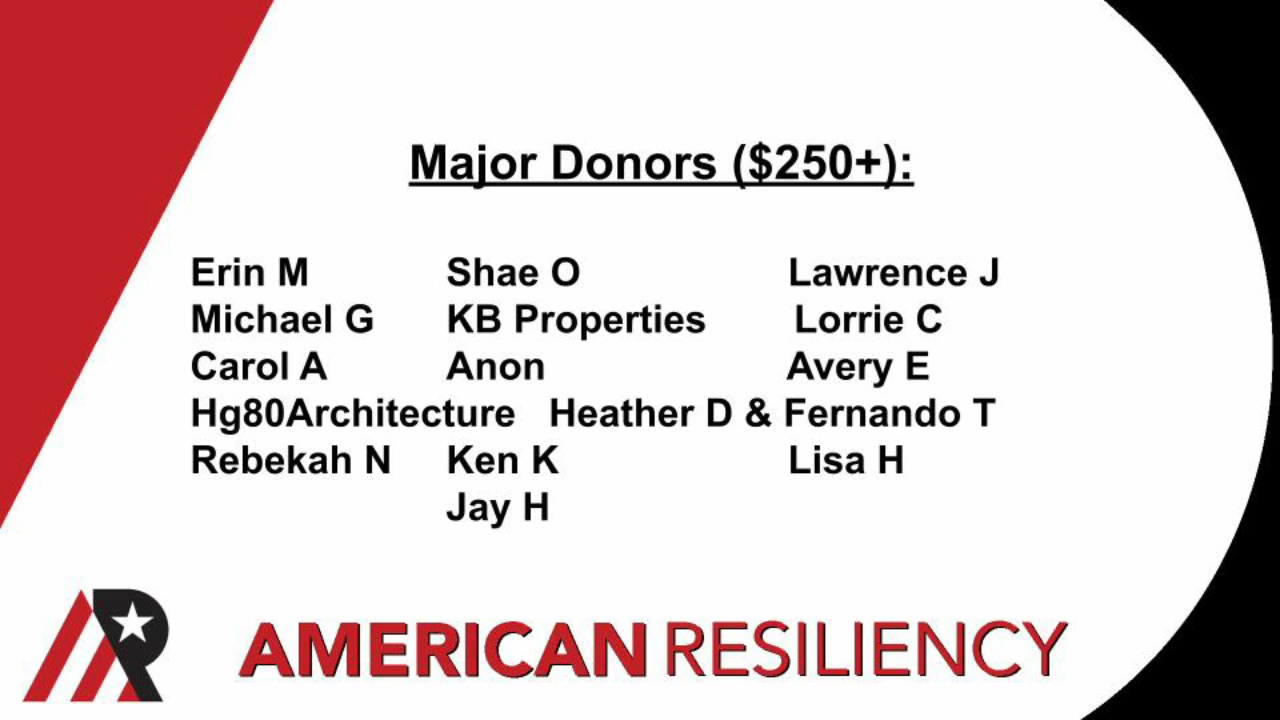 Major Donors ($250+):
Erin M Shae O Lawrence J
Michael G KB Properties Lorrie C
Carol A Anon Avery E
Hg80Architecture Heather D & Fernando T
Rebekah N Ken K Lisa H
Jay H
AR
AMERICAN RESILIENCY